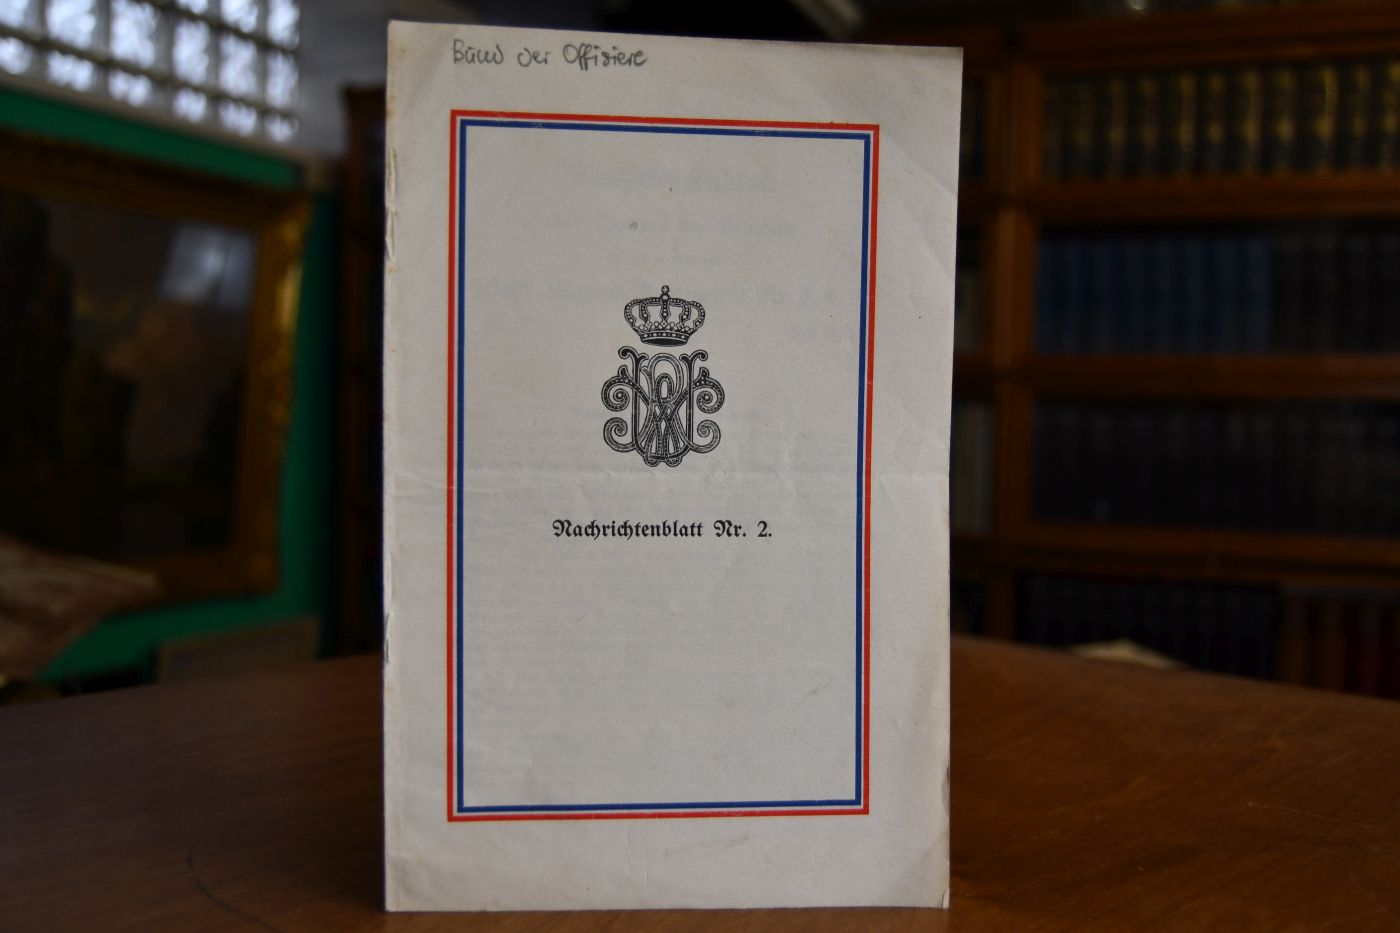 Bund der Offiziere
Nachrichtenblatt Nr. 2.